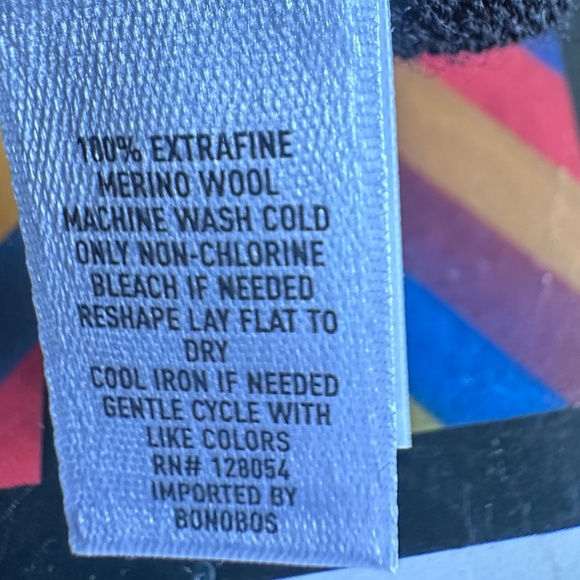 100% EXTRAFINE
MERINO WOOL
MACHINE WASH COLD
ONLY NON-CHLORINE
BLEACH IF NEEDED
RESHAPE LAY FLAT TO
DRY
COOL IRON IF NEEDED
GENTLE CYCLE WITH
LIKE COLORS
RN# 128054
IMPORTED BY
BONOBOS